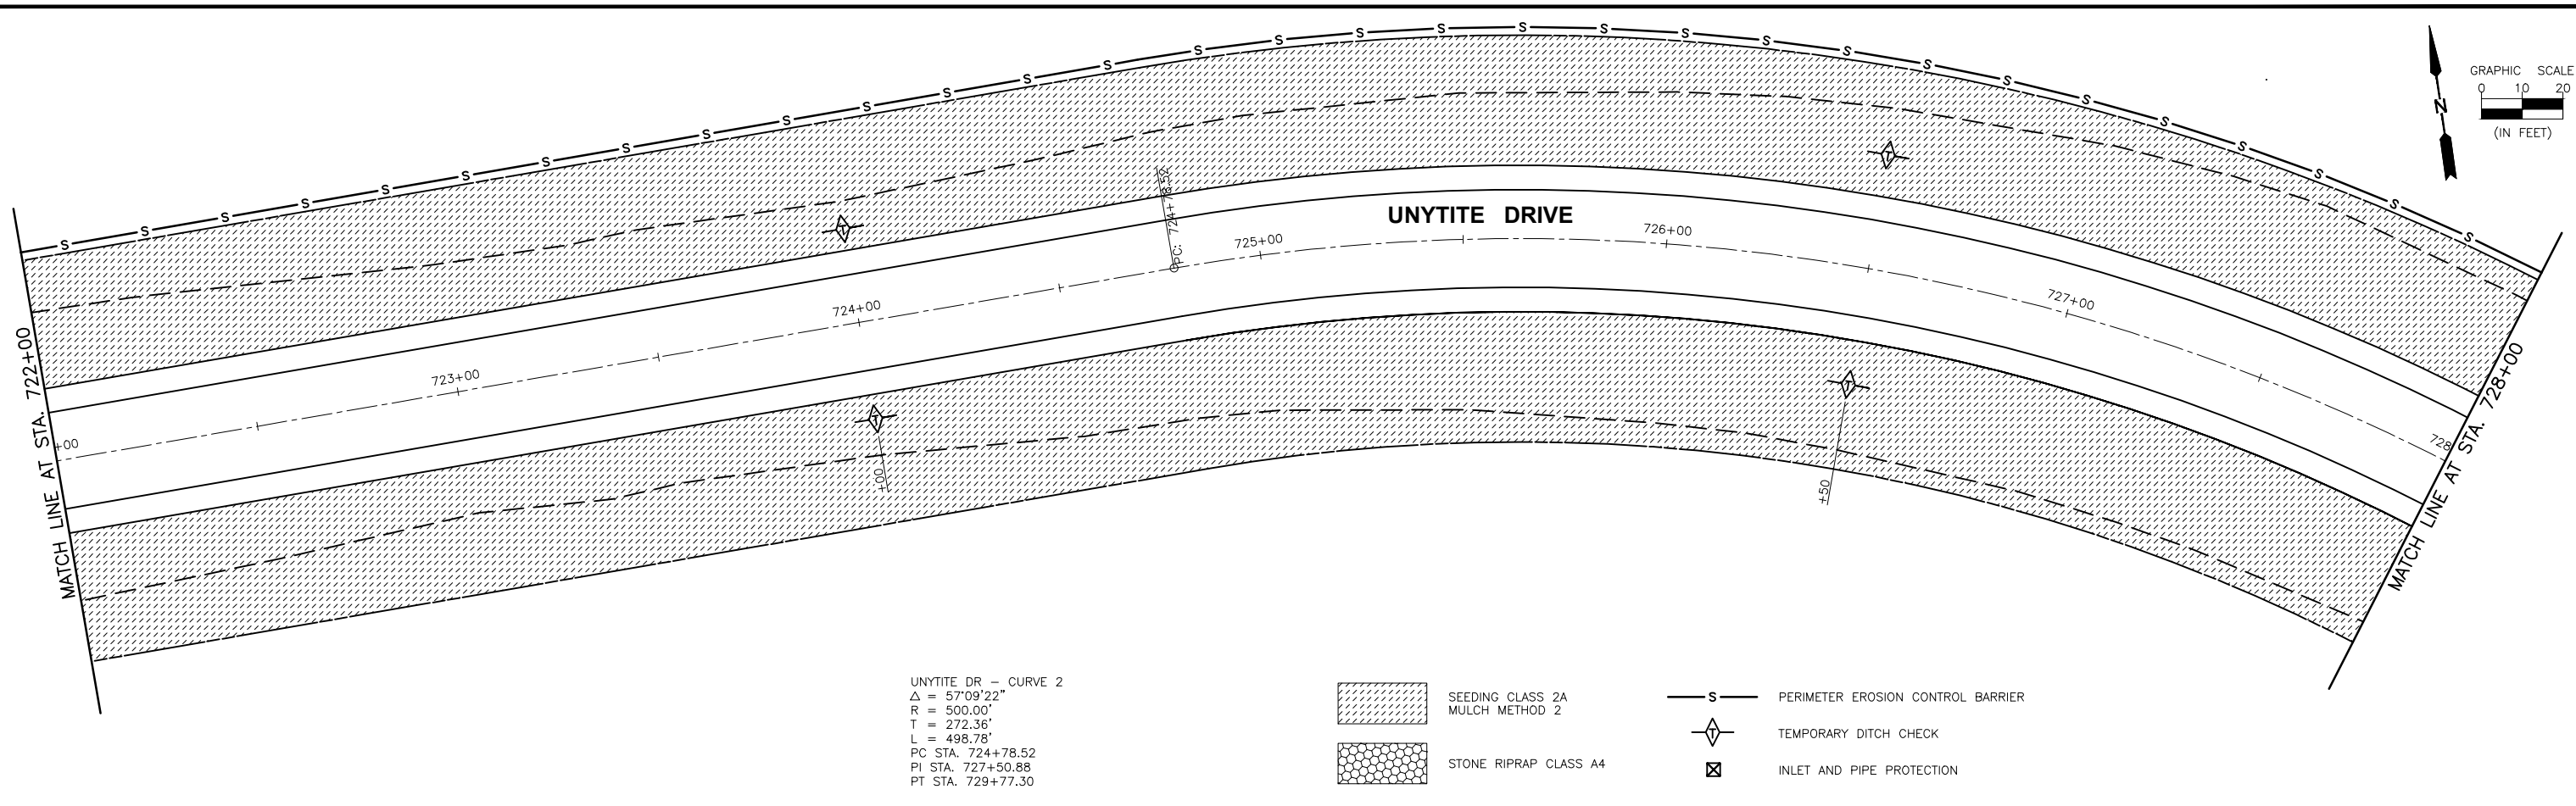 S S S S S S S S S S S S S S S S S S S S S S S S S S S S S S S
N
GRAPHIC SCALE
0 10 20
(IN FEET)
MATCH LINE AT STA. 722+00
+00
723+00
724+00
PC: 724+78.52
725+00
UNYTITE DRIVE
726+00
727+00
728
MATCH LINE AT STA. 728+00
T
T
T
+00
T
+50
UNYTITE DR – CURVE 2
Δ = 57°09'22"
R = 500.00'
T = 272.36'
L = 498.78'
PC STA. 724+78.52
PI STA. 727+50.88
PT STA. 729+77.30
SEEDING CLASS 2A
MULCH METHOD 2
STONE RIPRAP CLASS A4
S PERIMETER EROSION CONTROL BARRIER
T TEMPORARY DITCH CHECK
INLET AND PIPE PROTECTION